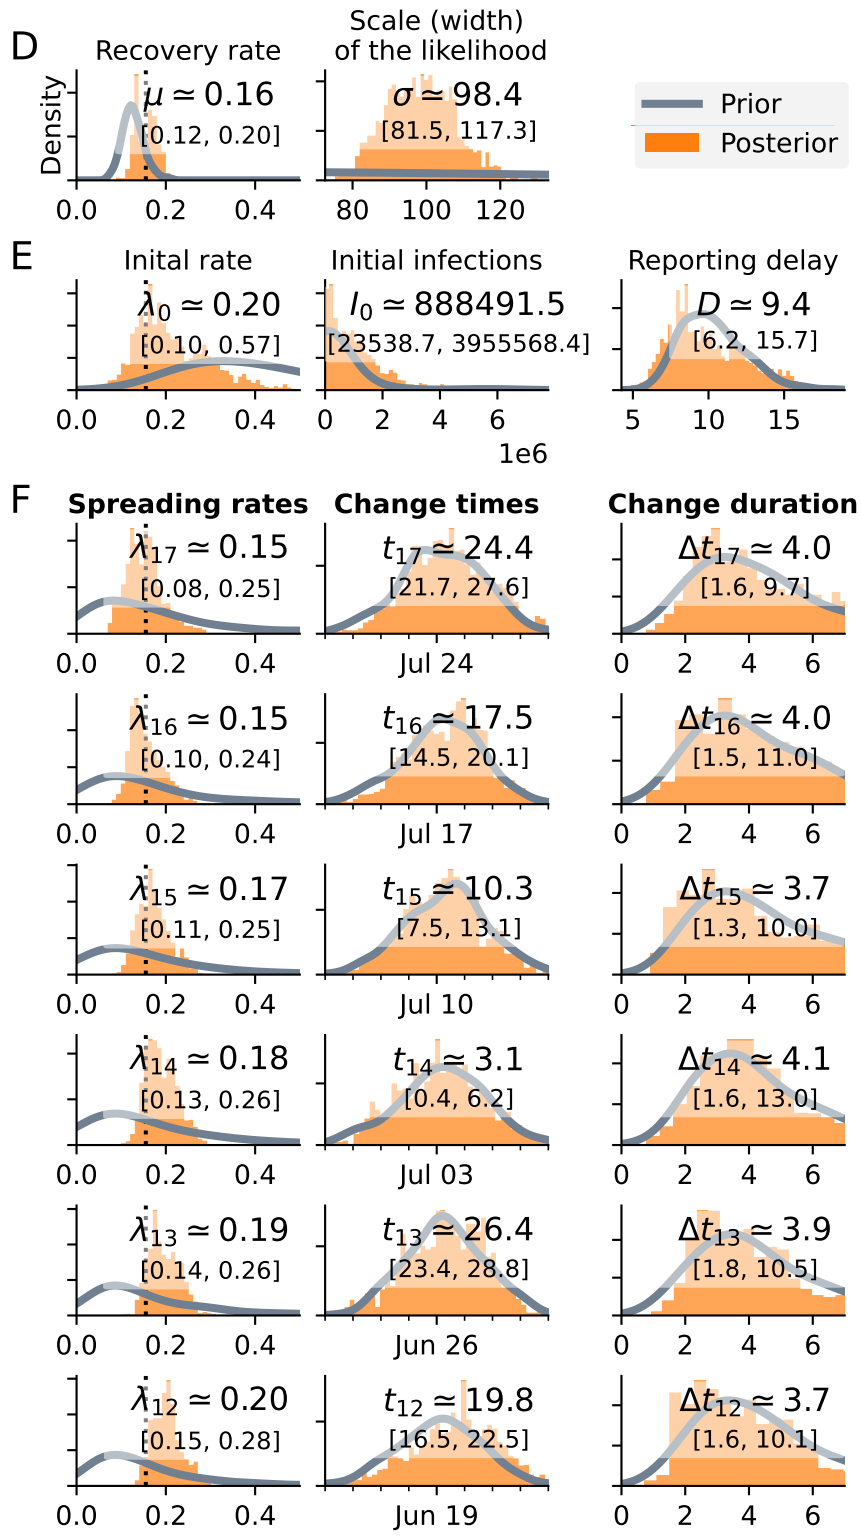 D
Recovery rate
Density
μ ≃ 0.16
[0.12, 0.20]
0.0 0.2 0.4
Scale (width)
of the likelihood
σ ≃ 98.4
[81.5, 117.3]
80 100 120
Prior
Posterior
E
Inital rate
λ0 ≃ 0.20
[0.10, 0.57]
0.0 0.2 0.4
Initial infections
I0 ≃ 888491.5
[23538.7, 3955568.4]
0 2 4 6
1e6
Reporting delay
D ≃ 9.4
[6.2, 15.7]
5 10 15
F
Spreading rates
Change times
Change duration
λ17 ≃ 0.15
[0.08, 0.25]
0.0 0.2 0.4
t17 ≃ 24.4
[21.7, 27.6]
Jul 24
Δt17 ≃ 4.0
[1.6, 9.7]
0 2 4 6
λ16 ≃ 0.15
[0.10, 0.24]
0.0 0.2 0.4
t16 ≃ 17.5
[14.5, 20.1]
Jul 17
Δt16 ≃ 4.0
[1.5, 11.0]
0 2 4 6
λ15 ≃ 0.17
[0.11, 0.25]
0.0 0.2 0.4
t15 ≃ 10.3
[7.5, 13.1]
Jul 10
Δt15 ≃ 3.7
[1.3, 10.0]
0 2 4 6
λ14 ≃ 0.18
[0.13, 0.26]
0.0 0.2 0.4
t14 ≃ 3.1
[0.4, 6.2]
Jul 03
Δt14 ≃ 4.1
[1.6, 13.0]
0 2 4 6
λ13 ≃ 0.19
[0.14, 0.26]
0.0 0.2 0.4
t13 ≃ 26.4
[23.4, 28.8]
Jun 26
Δt13 ≃ 3.9
[1.8, 10.5]
0 2 4 6
λ12 ≃ 0.20
[0.15, 0.28]
0.0 0.2 0.4
t12 ≃ 19.8
[16.5, 22.5]
Jun 19
Δt12 ≃ 3.7
[1.6, 10.1]
0 2 4 6